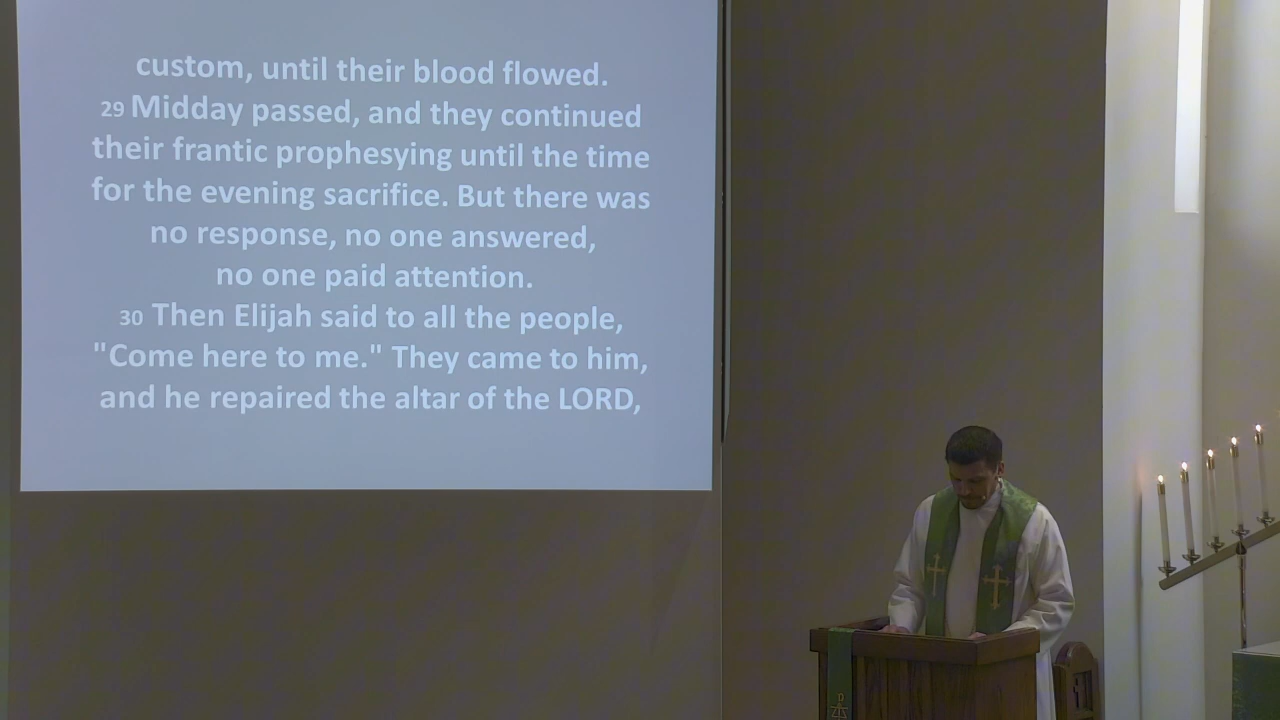 custom, until their blood flowed.
29 Midday passed, and they continued
their frantic prophesying until the time
for the evening sacrifice. But there was
no response, no one answered,
no one paid attention.
30 Then Elijah said to all the people,
"Come here to me." They came to him,
and he repaired the altar of the LORD,